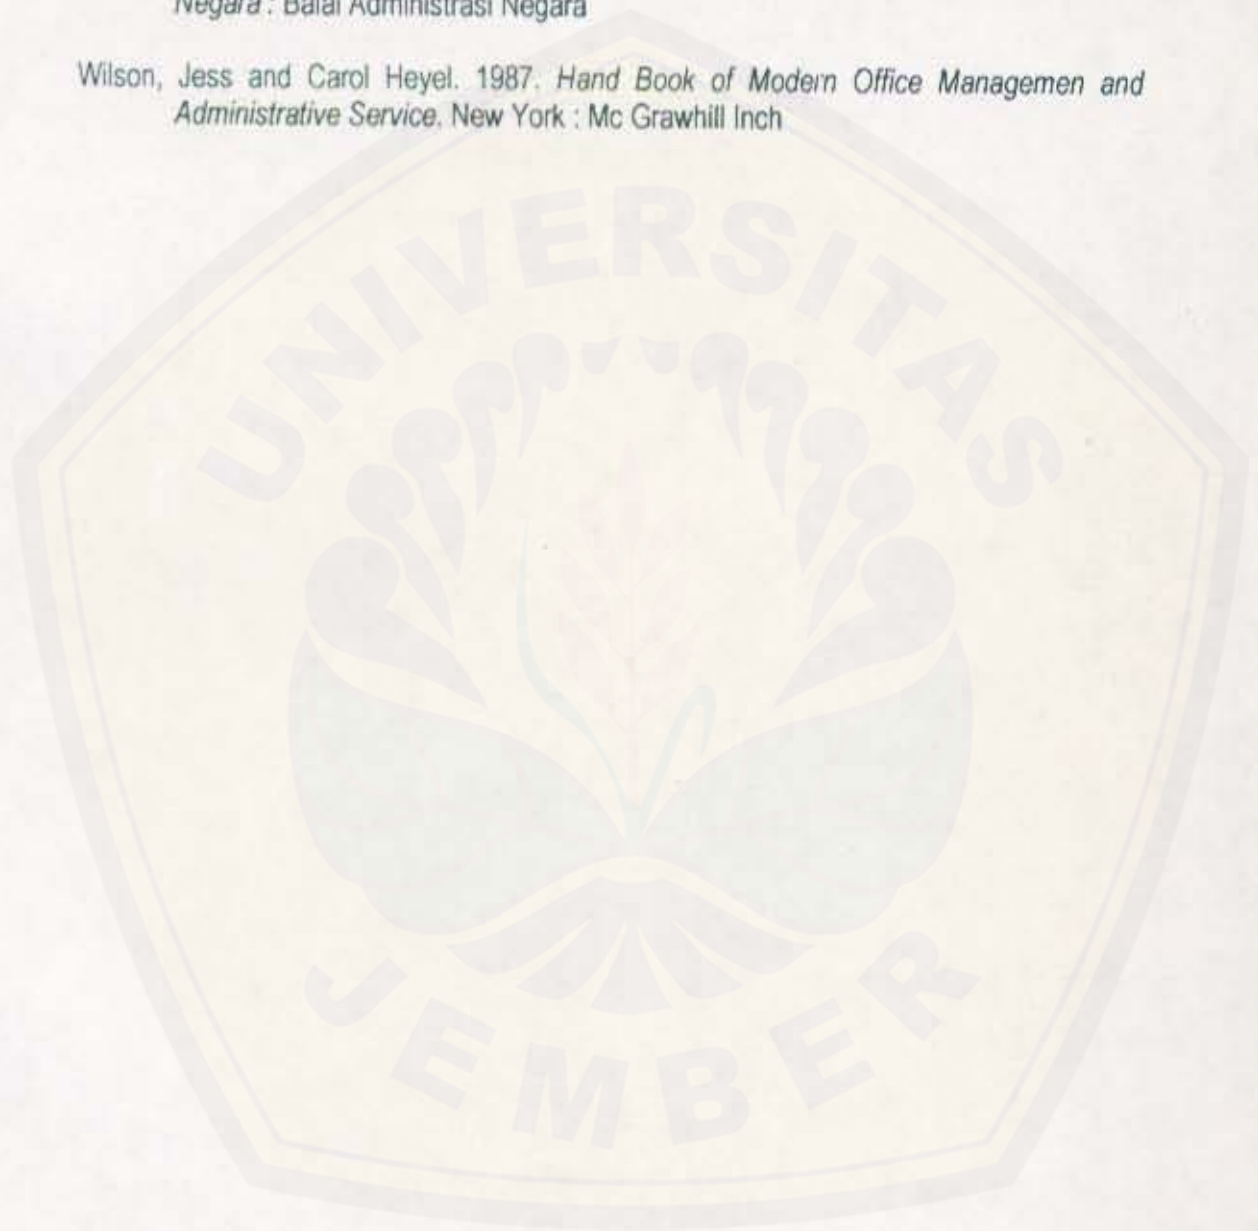 Negara : Balai Administrasi Negara
Wilson, Jess and Carol Heyel. 1987. Hand Book of Modern Office Managemen and
Administrative Service. New York : Mc Grawhill Inch
UNIVERSITAS
JEMBER